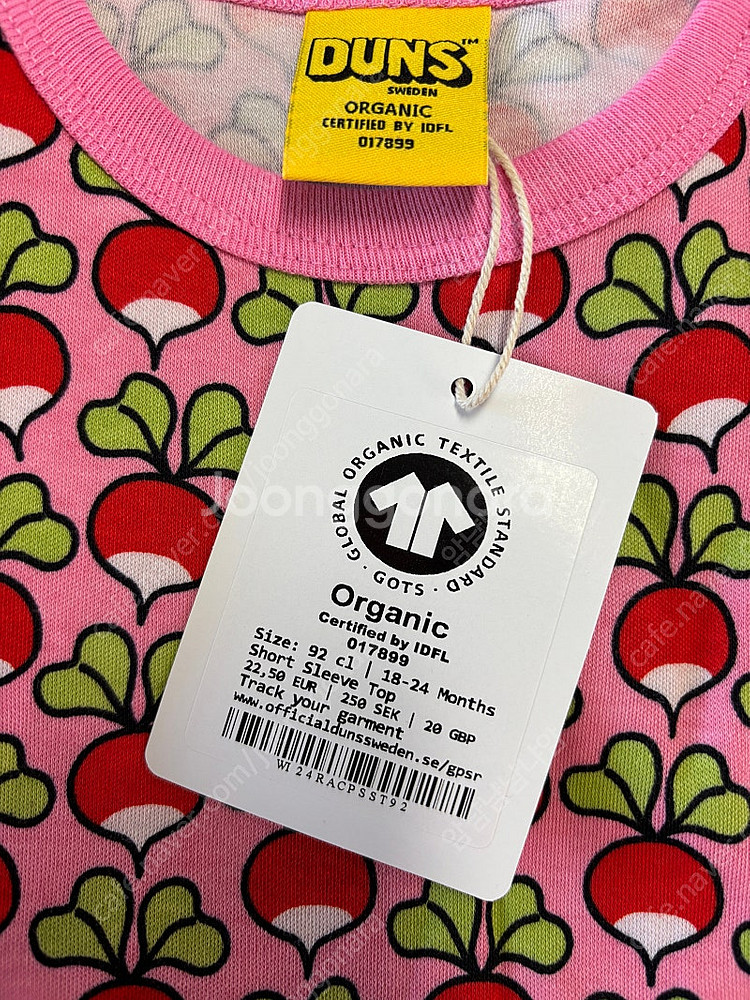 DUNS™
SWEDEN
ORGANIC
CERTIFIED BY IDFL
017899
· GLOBAL ORGANIC TEXTILE STANDARD · GOTS
Organic
Certified by IDFL
017899
Size: 92 cl | 18-24 Months
Short Sleeve Top
22,50 EUR | 250 SEK | 20 GBP
Track your garment
www.officialdunssweden.se/gpsr
WI24RACPSST92
Joonggonara